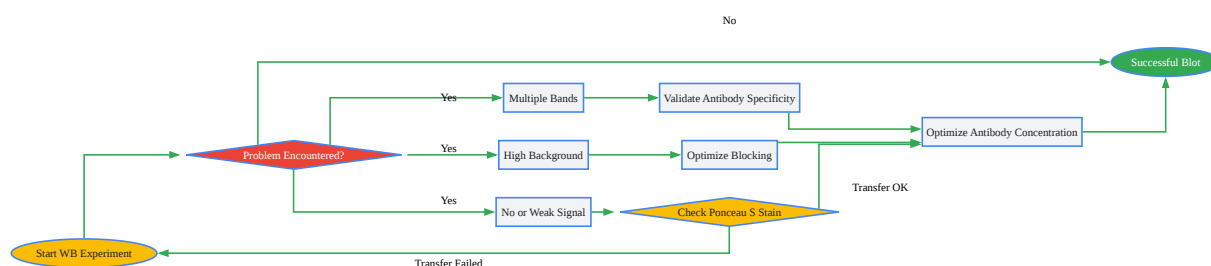 No
Successful Blot
Yes
Multiple Bands
Validate Antibody Specificity
Optimize Antibody Concentration
Problem Encountered?
Yes
High Background
Optimize Blocking
Transfer OK
Yes
No or Weak Signal
Check Ponceau S Stain
Start WB Experiment
Transfer Failed